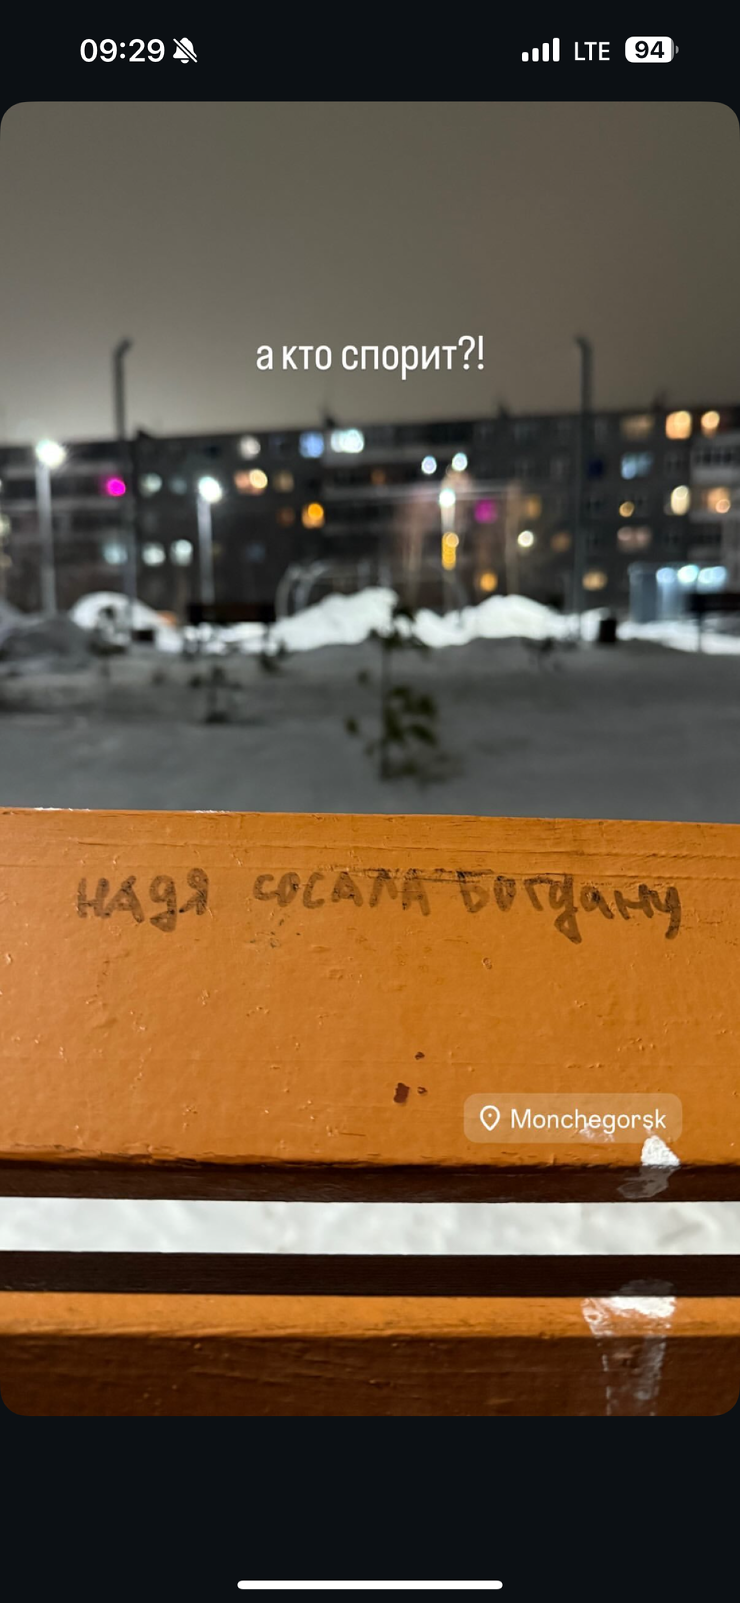 09:29
LTE
94
а кто спорит?!
надя сосала Богдану
Monchegorsk